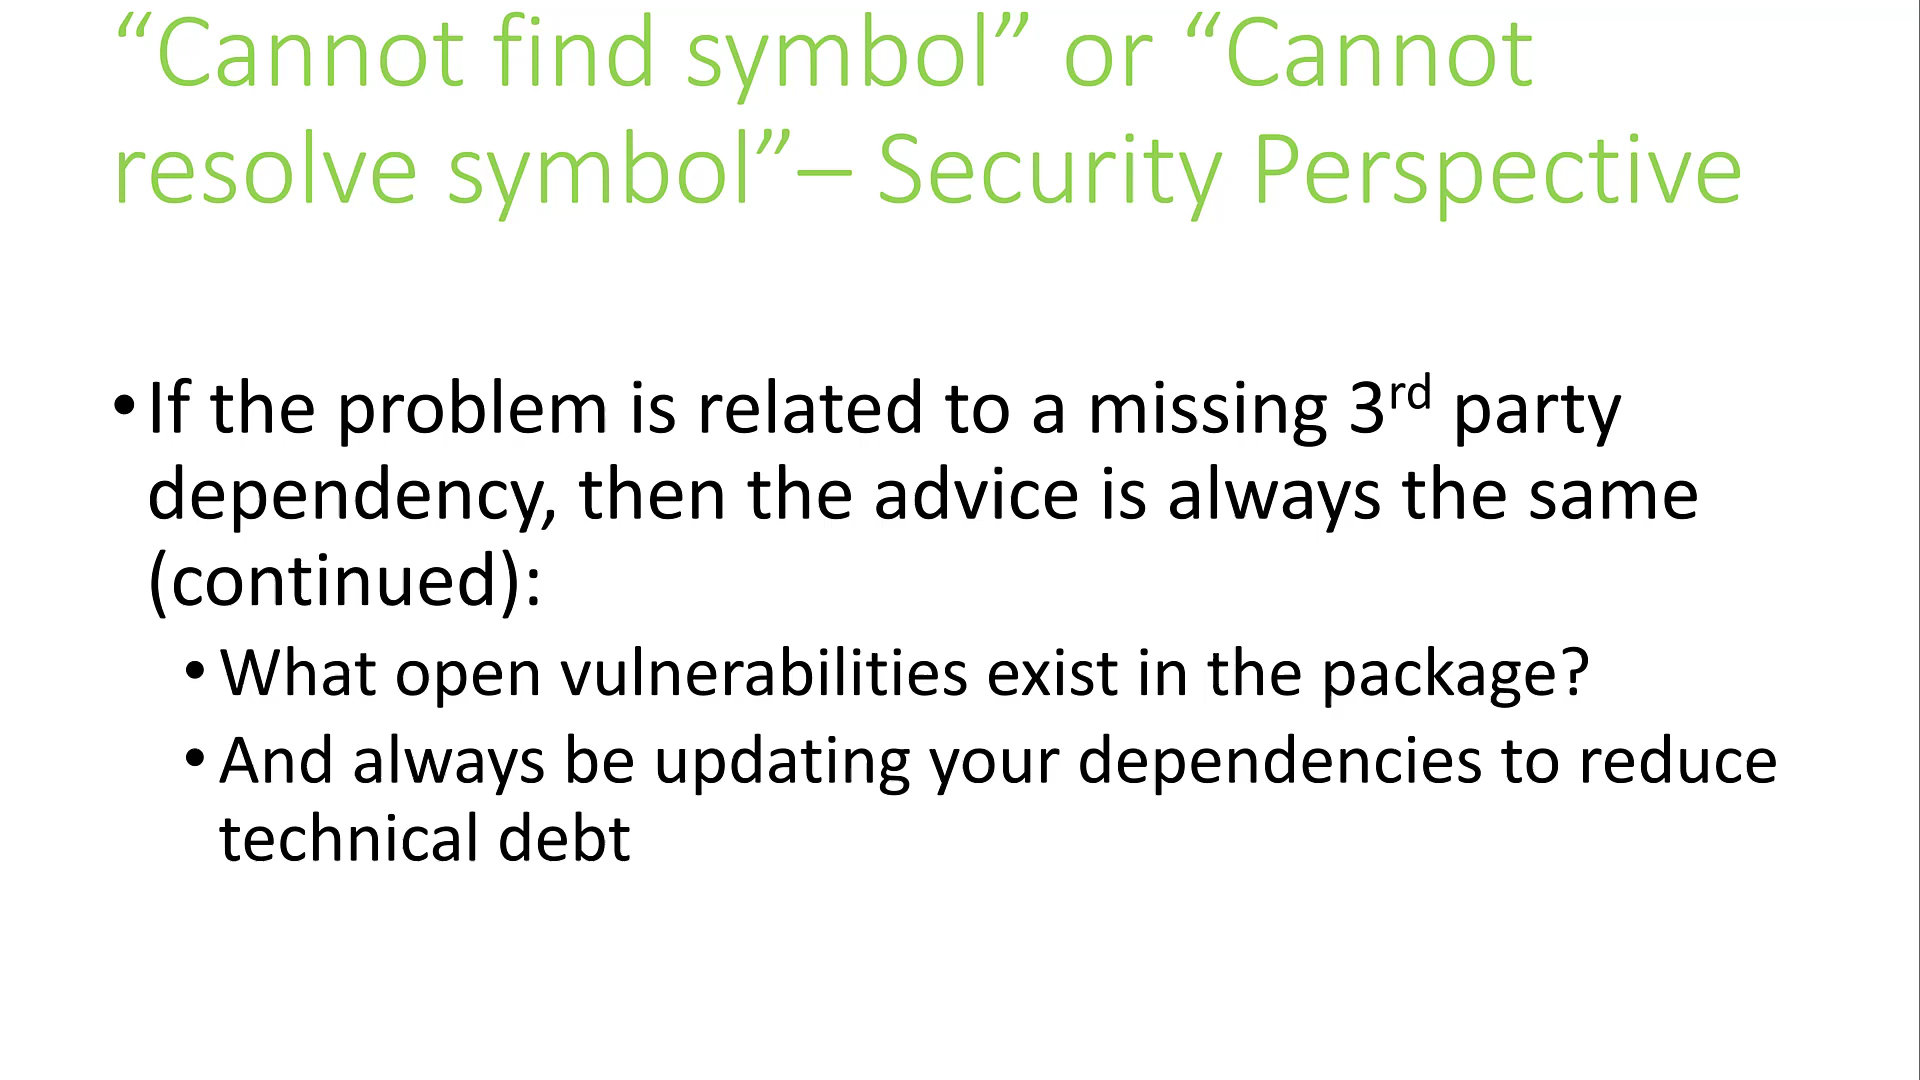 “Cannot find symbol” or “Cannot
resolve symbol”– Security Perspective
•If the problem is related to a missing 3rd party
dependency, then the advice is always the same
(continued):
•What open vulnerabilities exist in the package?
•And always be updating your dependencies to reduce
technical debt